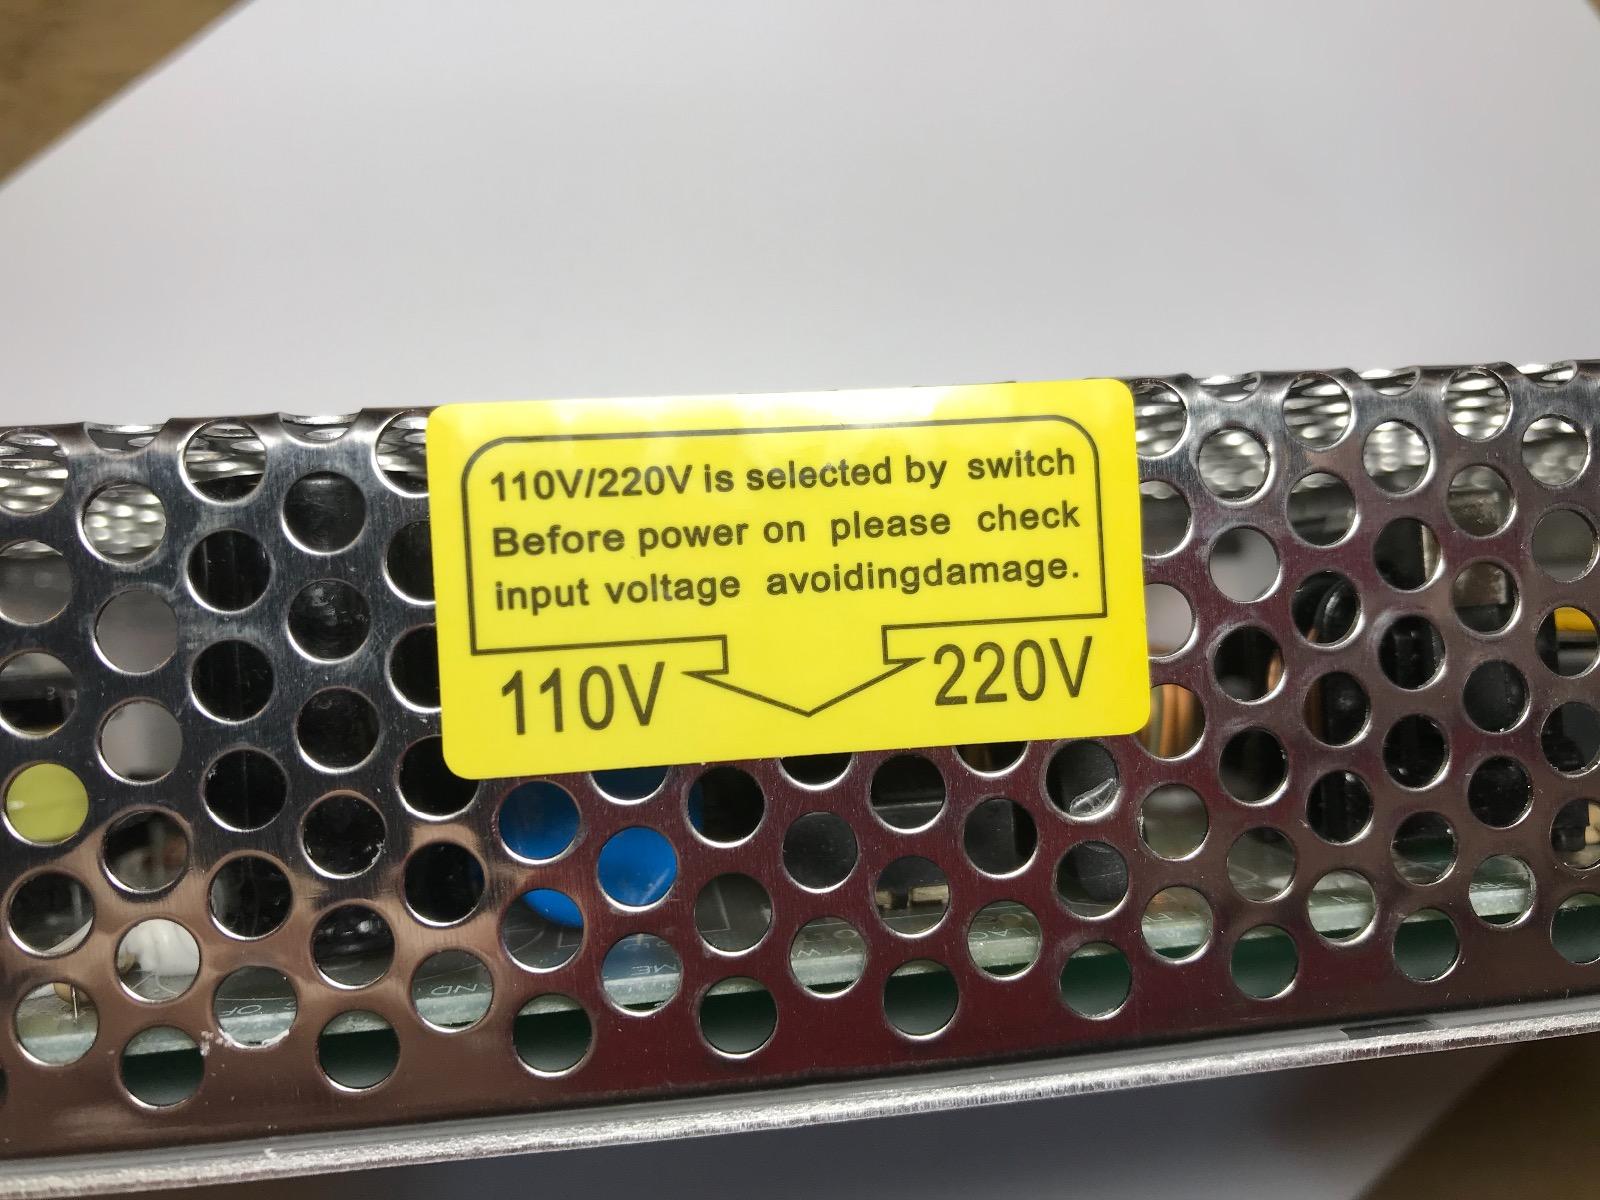 110V/220V is selected by switch
Before power on please check
input voltage avoidingdamage.
110V 220V